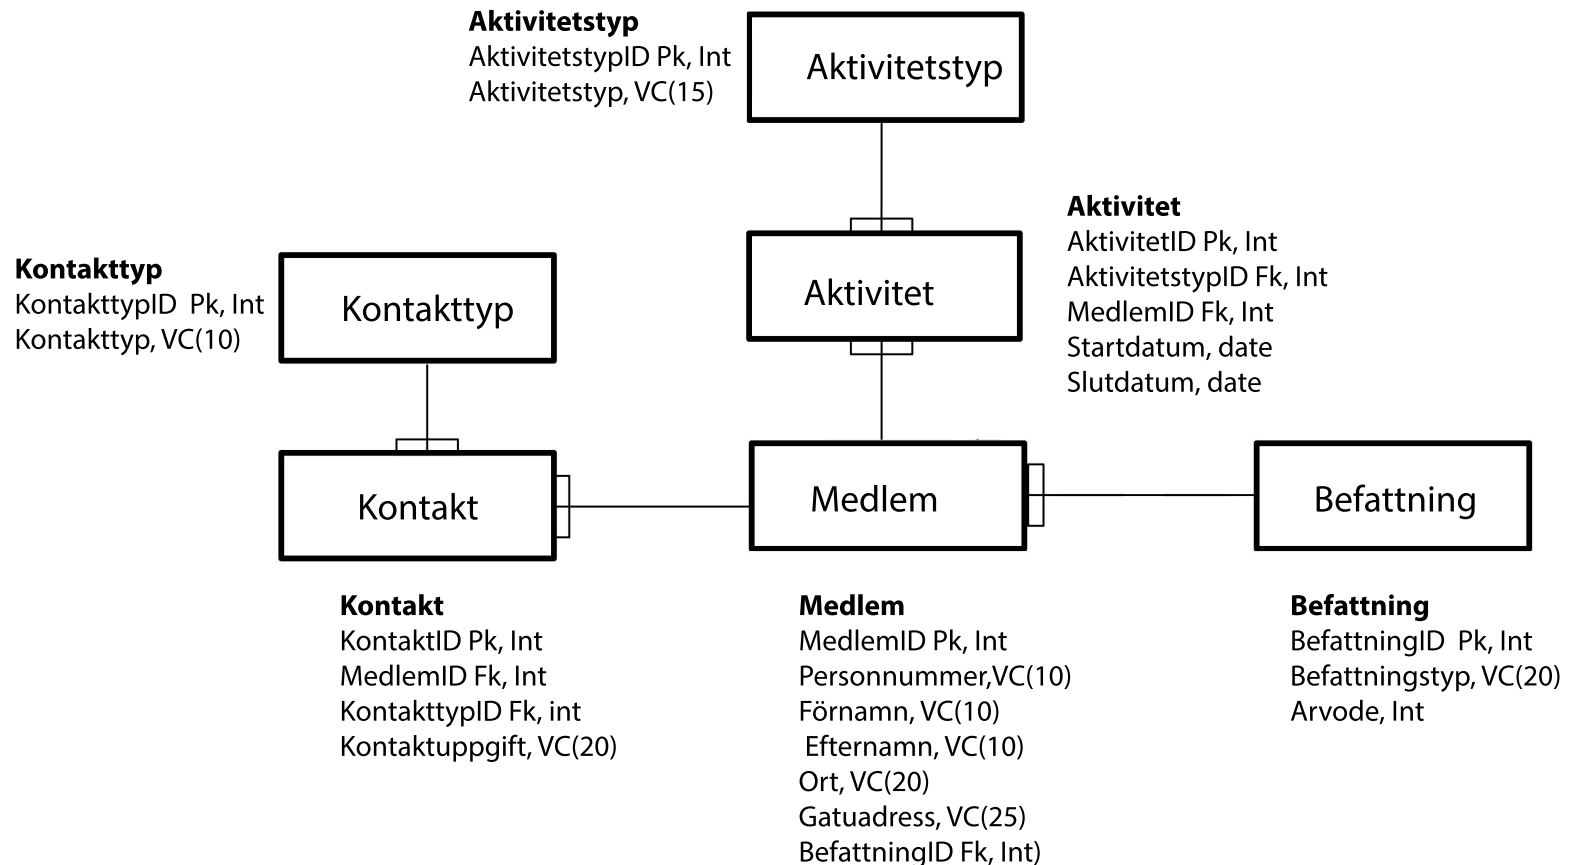 Aktivitetstyp
AktivitetstypID Pk, Int
Aktivitetstyp, VC(15)
Aktivitetstyp
Aktivitet
AktivitetID Pk, Int
AktivitetstypID Fk, Int
MedlemID Fk, Int
Startdatum, date
Slutdatum, date
Aktivitet
Kontakttyp
KontakttypID  Pk, Int
Kontakttyp, VC(10)
Kontakttyp
Kontakt
Medlem
Befattning
Kontakt
KontaktID Pk, Int
MedlemID Fk, Int
KontakttypID Fk, int
Kontaktuppgift, VC(20)
Medlem
MedlemID Pk, Int
Personnummer,VC(10)
Förnamn, VC(10)
Efternamn, VC(10)
Ort, VC(20)
Gatuadress, VC(25)
BefattningID Fk, Int)
Befattning
BefattningID  Pk, Int
Befattningstyp, VC(20)
Arvode, Int